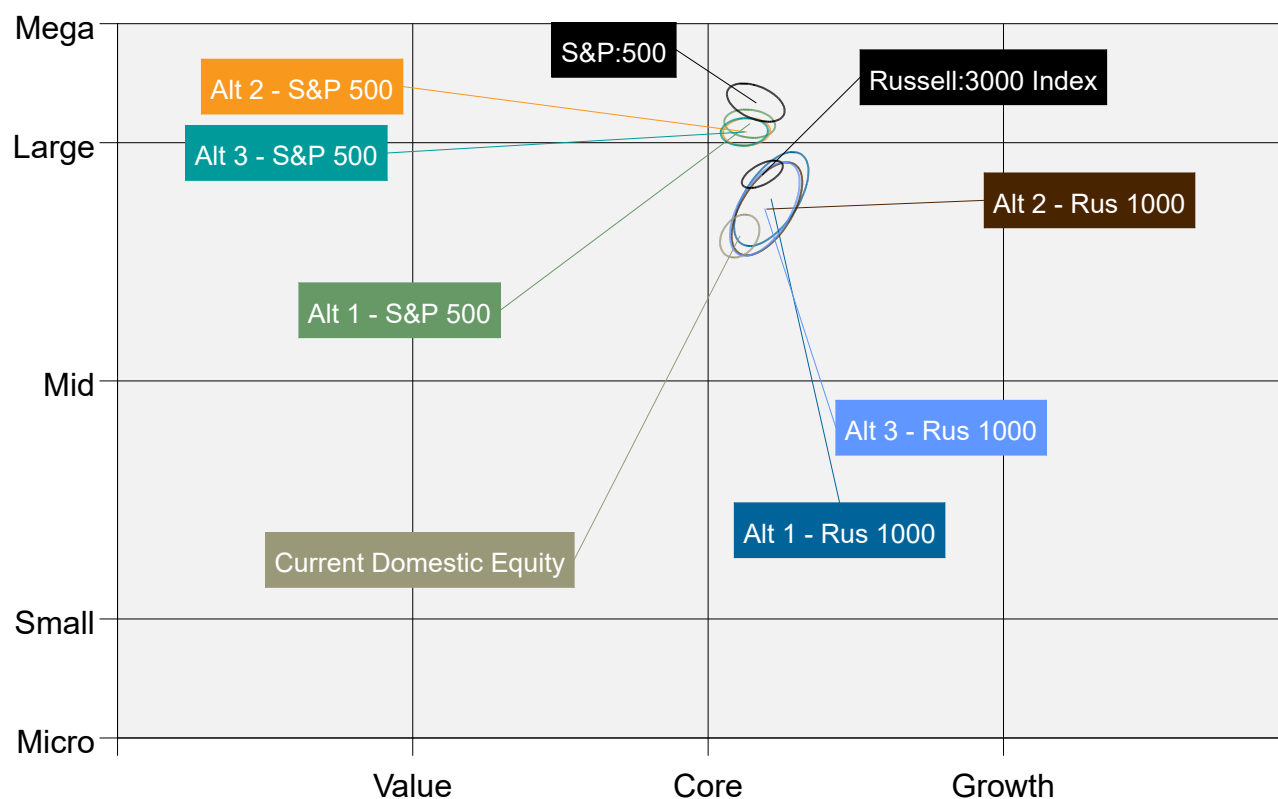 Mega
S&P:500
Russell:3000 Index
Alt 2 - S&P 500
Large
Alt 3 - S&P 500
Alt 2 - Rus 1000
Alt 1 - S&P 500
Mid
Alt 3 - Rus 1000
Alt 1 - Rus 1000
Current Domestic Equity
Small
Micro
Value
Core
Growth